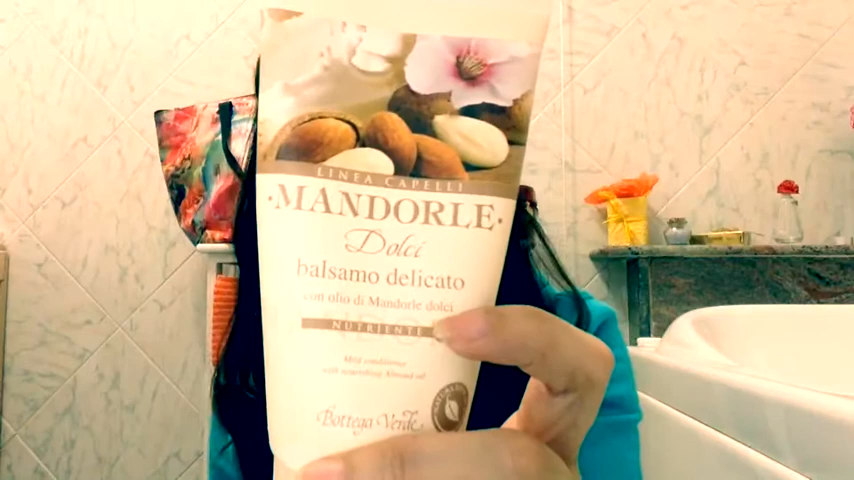 LINEA CAPELLI
·MANDORLE·
Dolci
balsamo delicato
con olio di Mandorle dolci
NUTRIENTE
Mild conditioner
with nourishing Almond oil
Bottega Verde